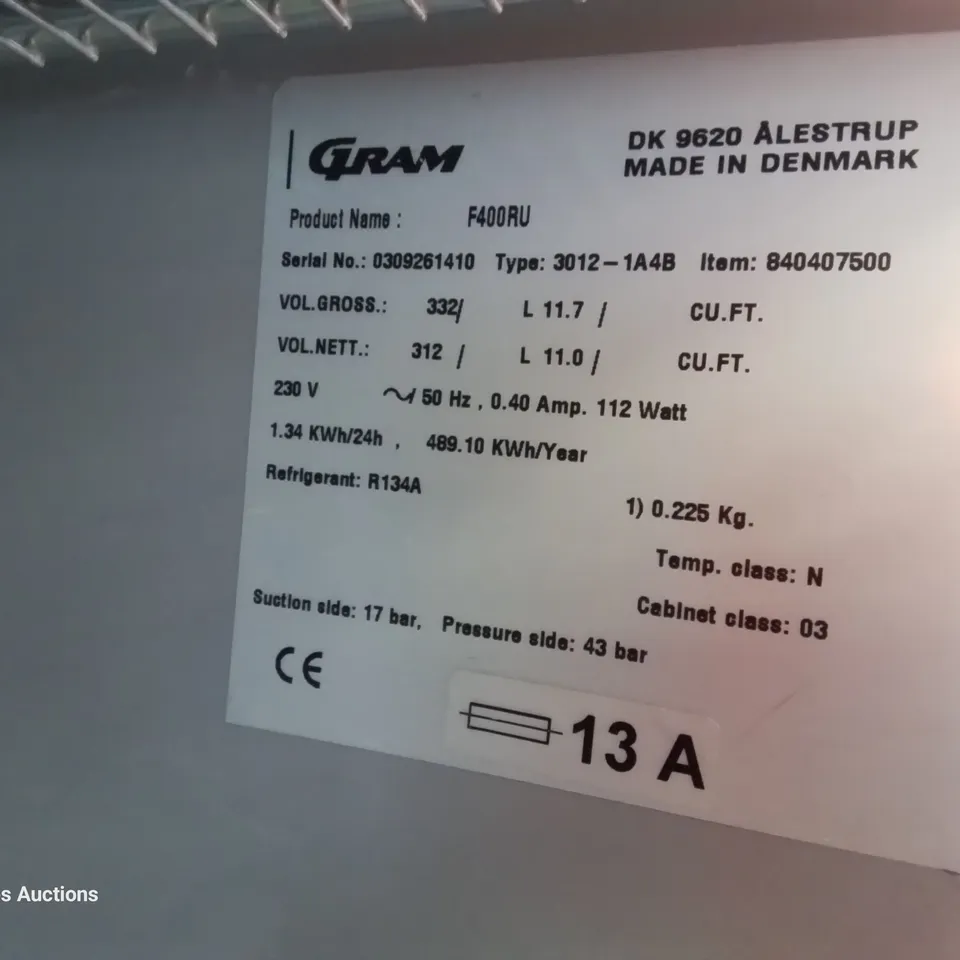 GRAM
DK 9620 ÅLESTRUP
MADE IN DENMARK
Product Name : F400RU
Serial No.: 0309261410 Type: 3012-1A4B Item: 840407500
VOL.GROSS.: 332/ L 11.7 / CU.FT.
VOL.NETT.: 312 / L 11.0 / CU.FT.
230 V ~/ 50 Hz , 0.40 Amp. 112 Watt
1.34 KWh/24h , 489.10 KWh/Year
Refrigerant: R134A
1) 0.225 Kg.
Temp. class: N
Cabinet class: 03
Suction side: 17 bar, Pressure side: 43 bar
CE
13 A
s Auctions